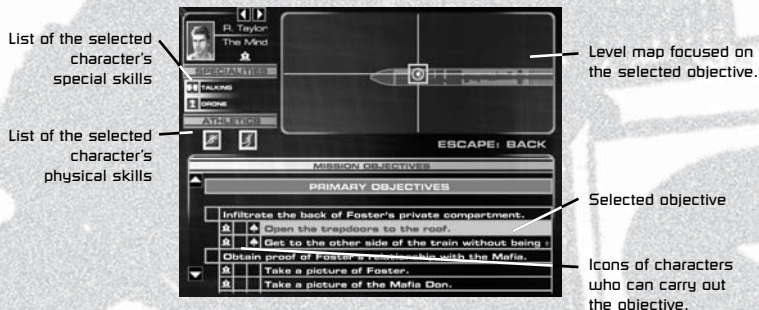 List of the selected
character's
special skills
List of the selected
character's
physical skills
R. Taylor
The Mind
SPECIALITIES
TALKING
DRONE
ATHLETICS
ESCAPE: BACK
MISSION OBJECTIVES
PRIMARY OBJECTIVES
Infiltrate the back of Foster's private compartment.
Open the trapdoors to the roof.
Get to the other side of the train without being
Obtain proof of Foster's relationship with the Mafia.
Take a picture of Foster.
Take a picture of the Mafia Don.
Level map focused on
the selected objective.
Selected objective
Icons of characters
who can carry out
the objective.